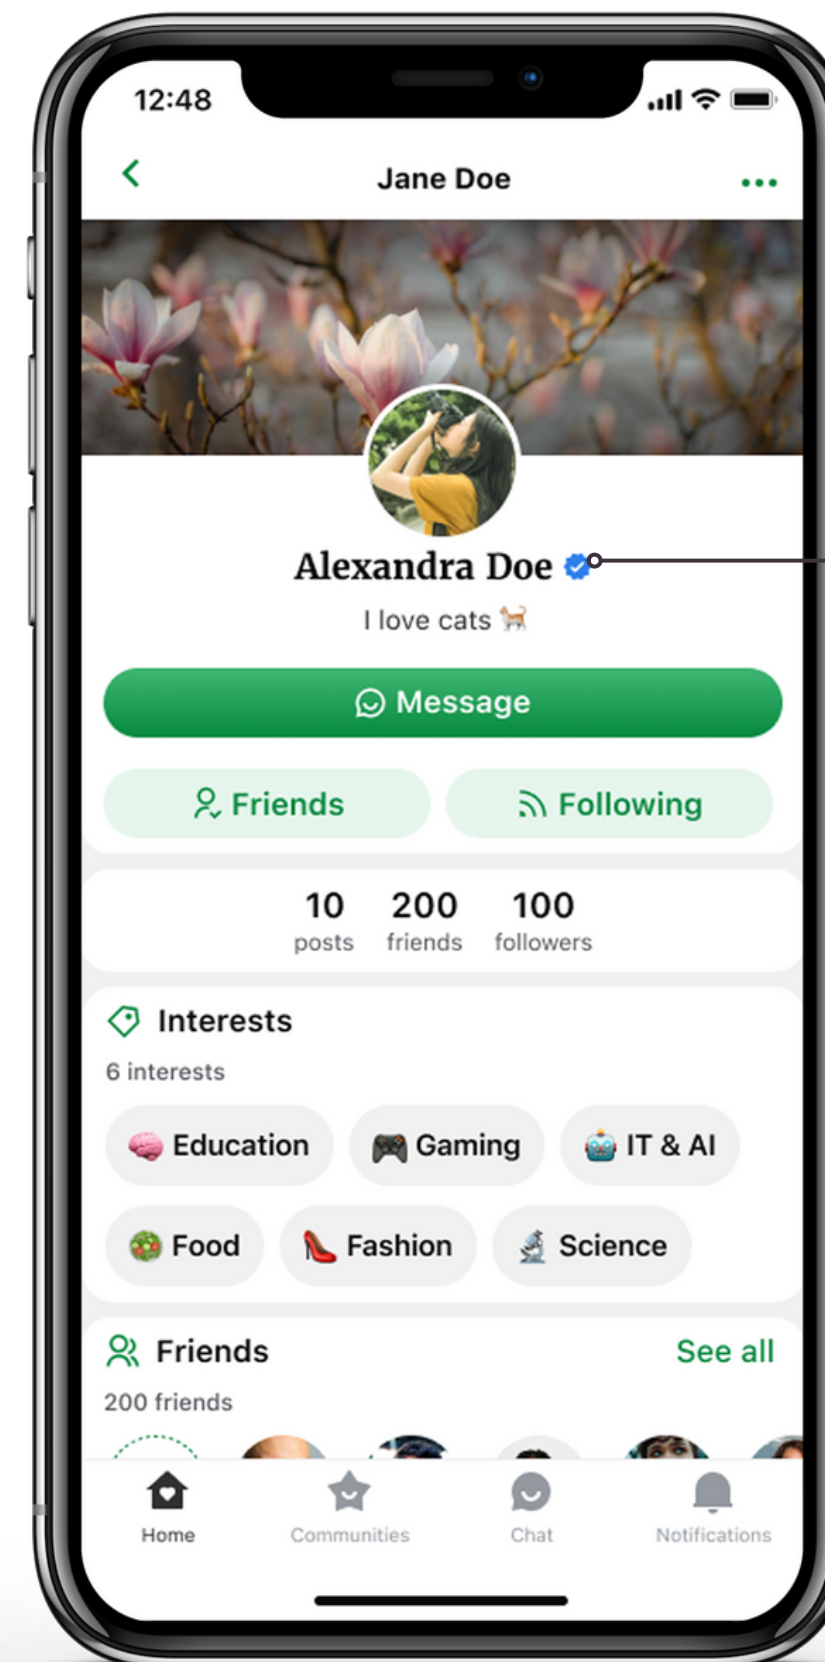 12:48
Jane Doe
Alexandra Doe
I love cats 🐈
Message
Friends Following
10 200 100
posts friends followers
Interests
6 interests
Education Gaming IT & AI
Food Fashion Science
Friends See all
200 friends
Home Communities Chat Notifications